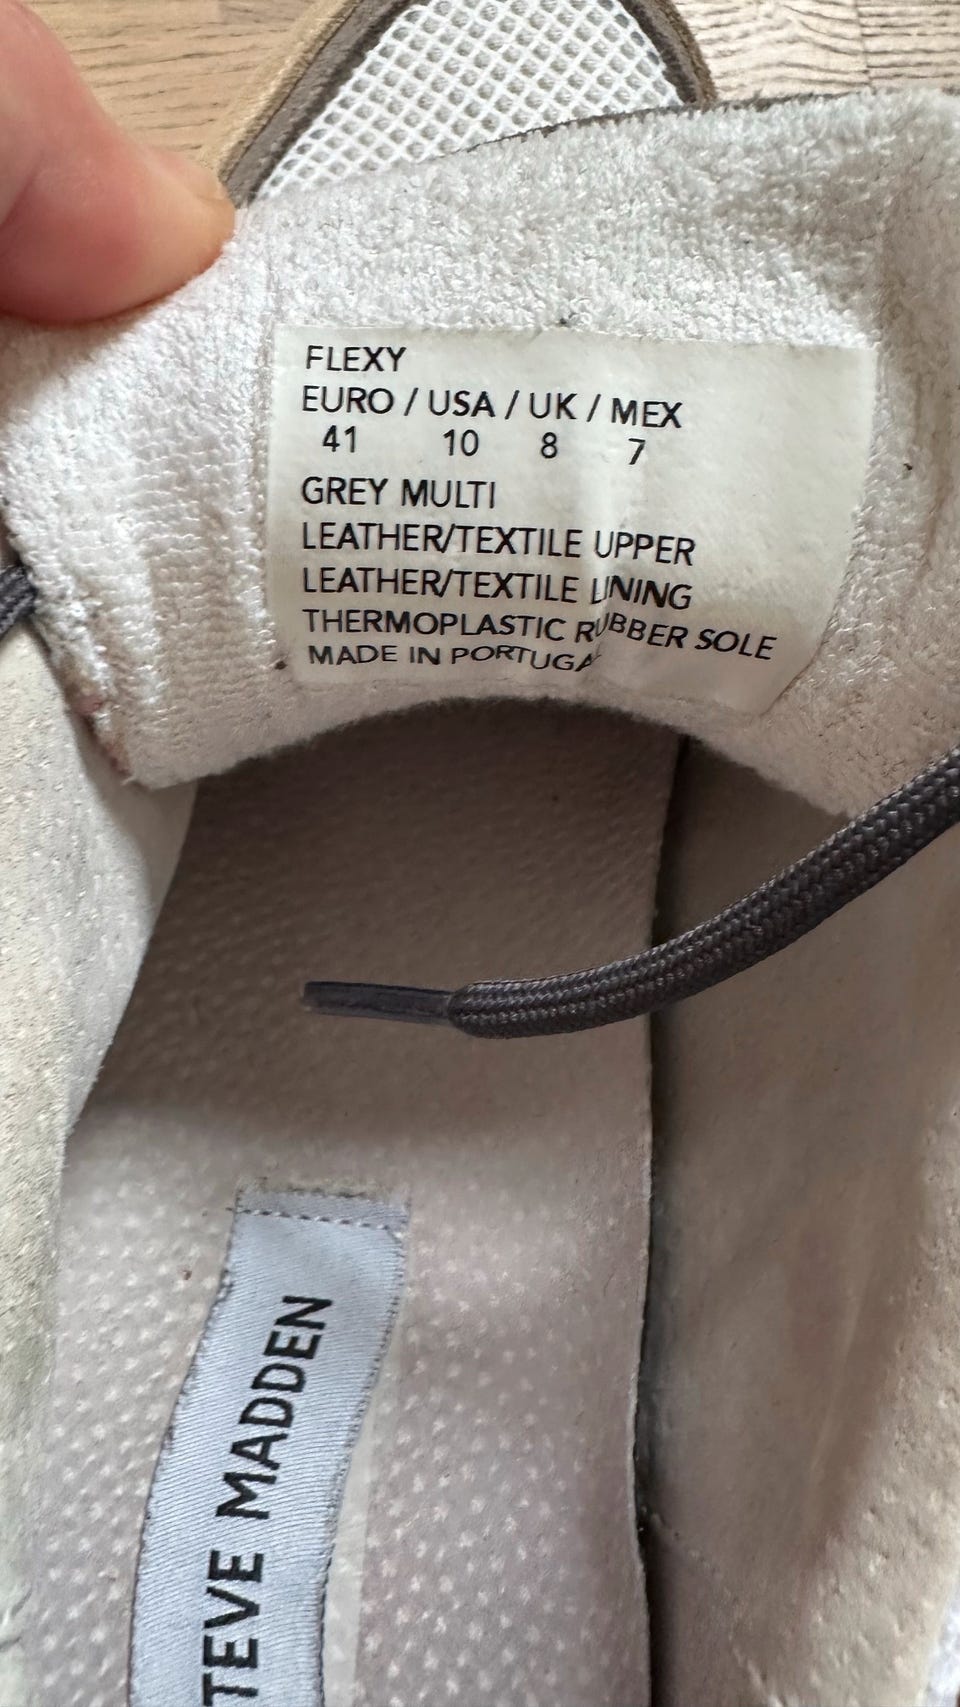 FLEXY
EURO / USA / UK / MEX
41 10 8 7
GREY MULTI
LEATHER/TEXTILE UPPER
LEATHER/TEXTILE LINING
THERMOPLASTIC RUBBER SOLE
MADE IN PORTUGAL
TEVE MADDEN